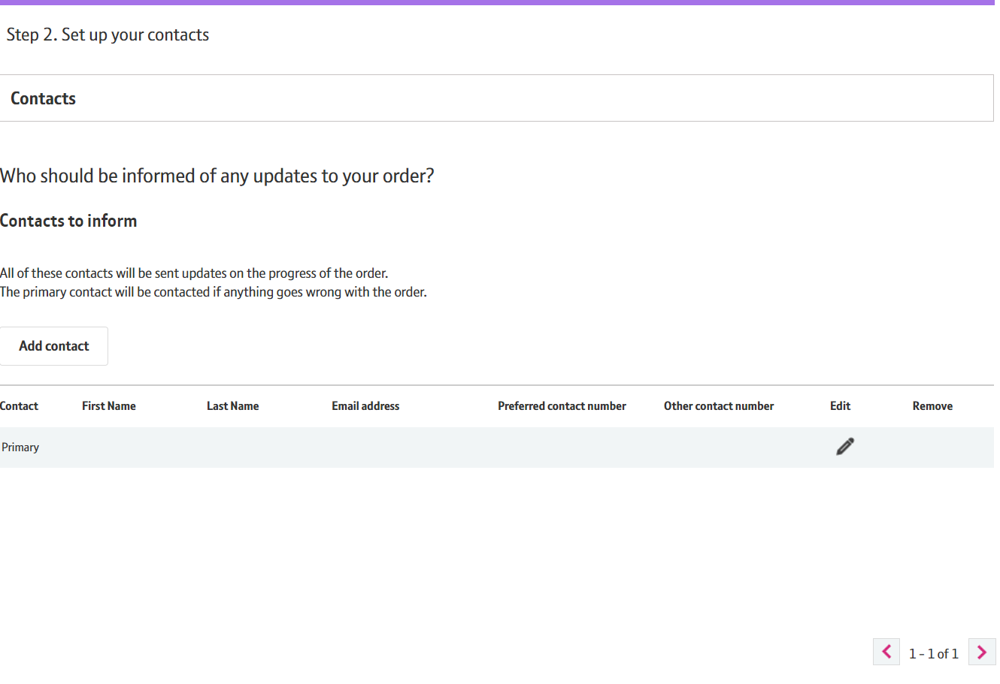 Step 2. Set up your contacts
Contacts
Who should be informed of any updates to your order?
Contacts to inform
All of these contacts will be sent updates on the progress of the order.
The primary contact will be contacted if anything goes wrong with the order.
Add contact
Contact First Name Last Name Email address Preferred contact number Other contact number Edit Remove
Primary
1 - 1 of 1